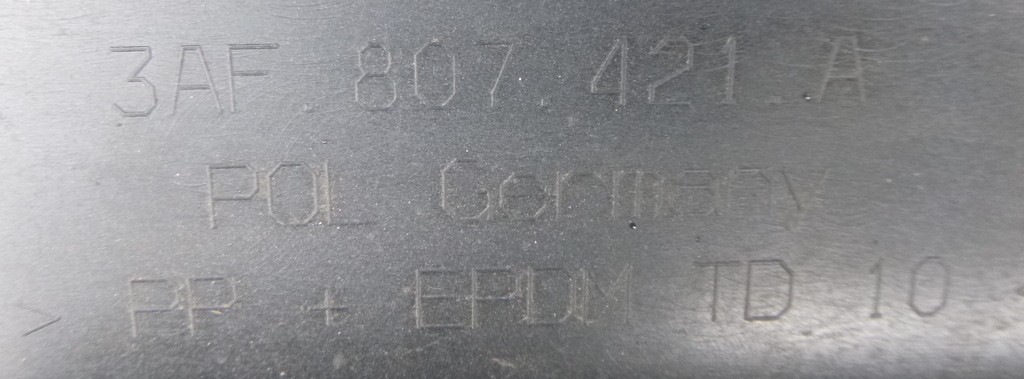 3AF.807.421.A
POL Germany
> PP + EPDM TD 10